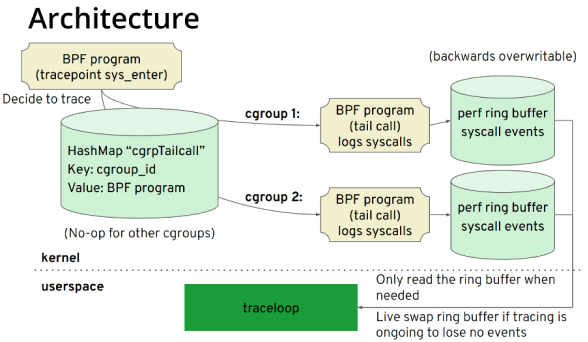 Architecture
BPF program
(tracepoint sys_enter)
Decide to trace
HashMap “cgrpTailcall”
Key: cgroup_id
Value: BPF program
(No-op for other cgroups)
cgroup 1:
BPF program
(tail call)
logs syscalls
(backwards overwritable)
perf ring buffer
syscall events
cgroup 2:
BPF program
(tail call)
logs syscalls
perf ring buffer
syscall events
kernel
userspace
traceloop
Only read the ring buffer when
needed
Live swap ring buffer if tracing is
ongoing to lose no events